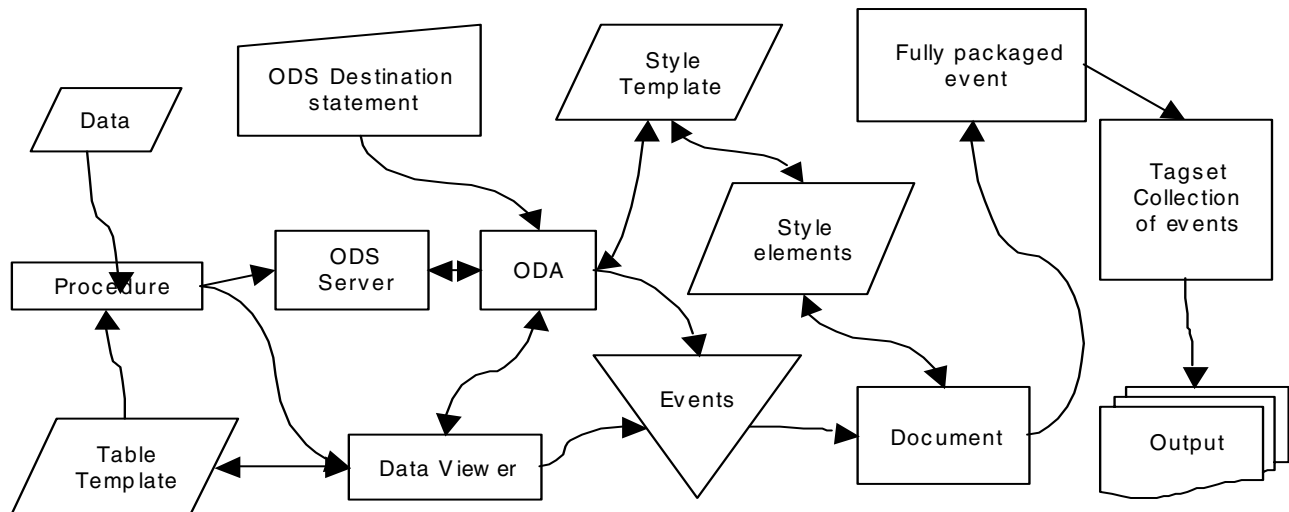 Data
ODS Destination
statement
Style
Template
Fully packaged
event
Tagset
Collection
of events
Style
elements
ODS
Server
ODA
Procedure
Events
Table
Template
Data Viewer
Document
Output